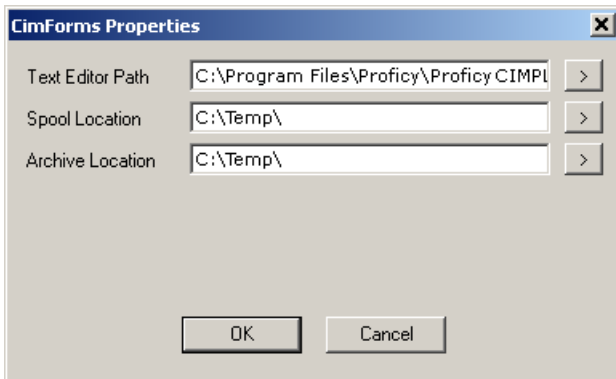 CimForms Properties
Text Editor Path C:\Program Files\Proficy\Proficy CIMPL >
Spool Location C:\Temp\ >
Archive Location C:\Temp\ >
OK Cancel